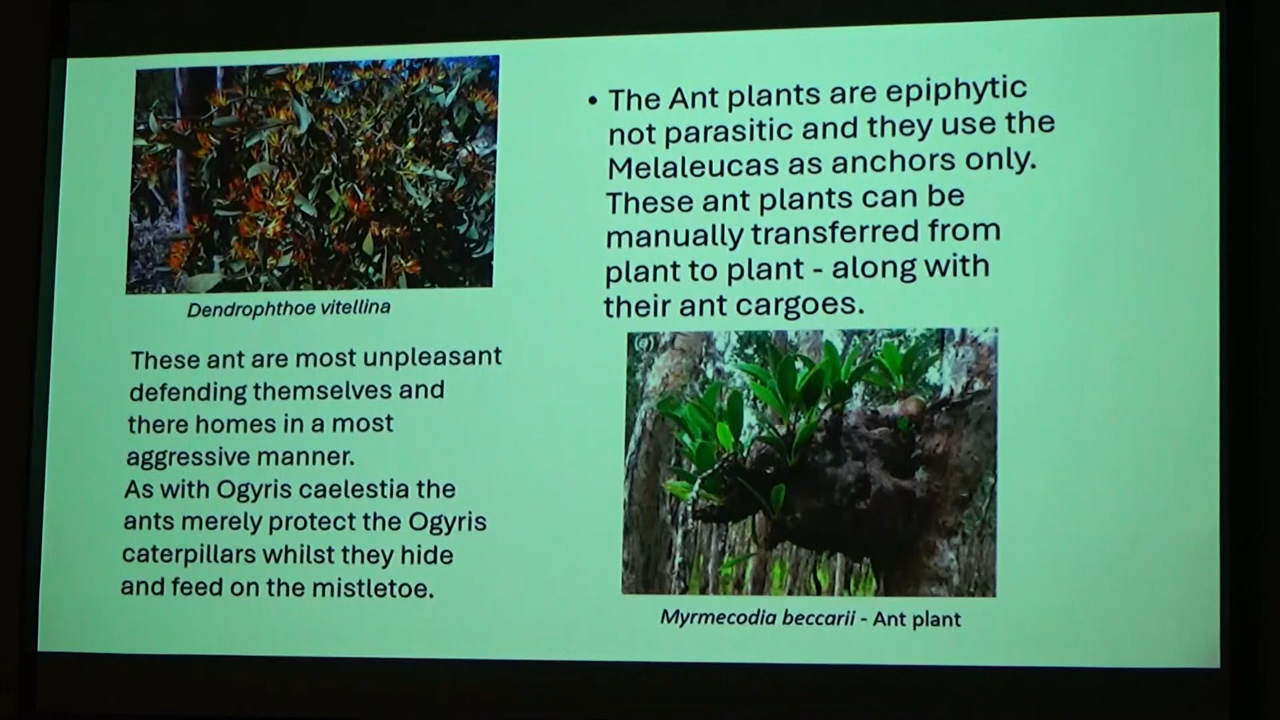 Dendrophthoe vitellina
These ant are most unpleasant
defending themselves and
there homes in a most
aggressive manner.
As with Ogyris caelestia the
ants merely protect the Ogyris
caterpillars whilst they hide
and feed on the mistletoe.
• The Ant plants are epiphytic
not parasitic and they use the
Melaleucas as anchors only.
These ant plants can be
manually transferred from
plant to plant - along with
their ant cargoes.
Myrmecodia beccarii - Ant plant